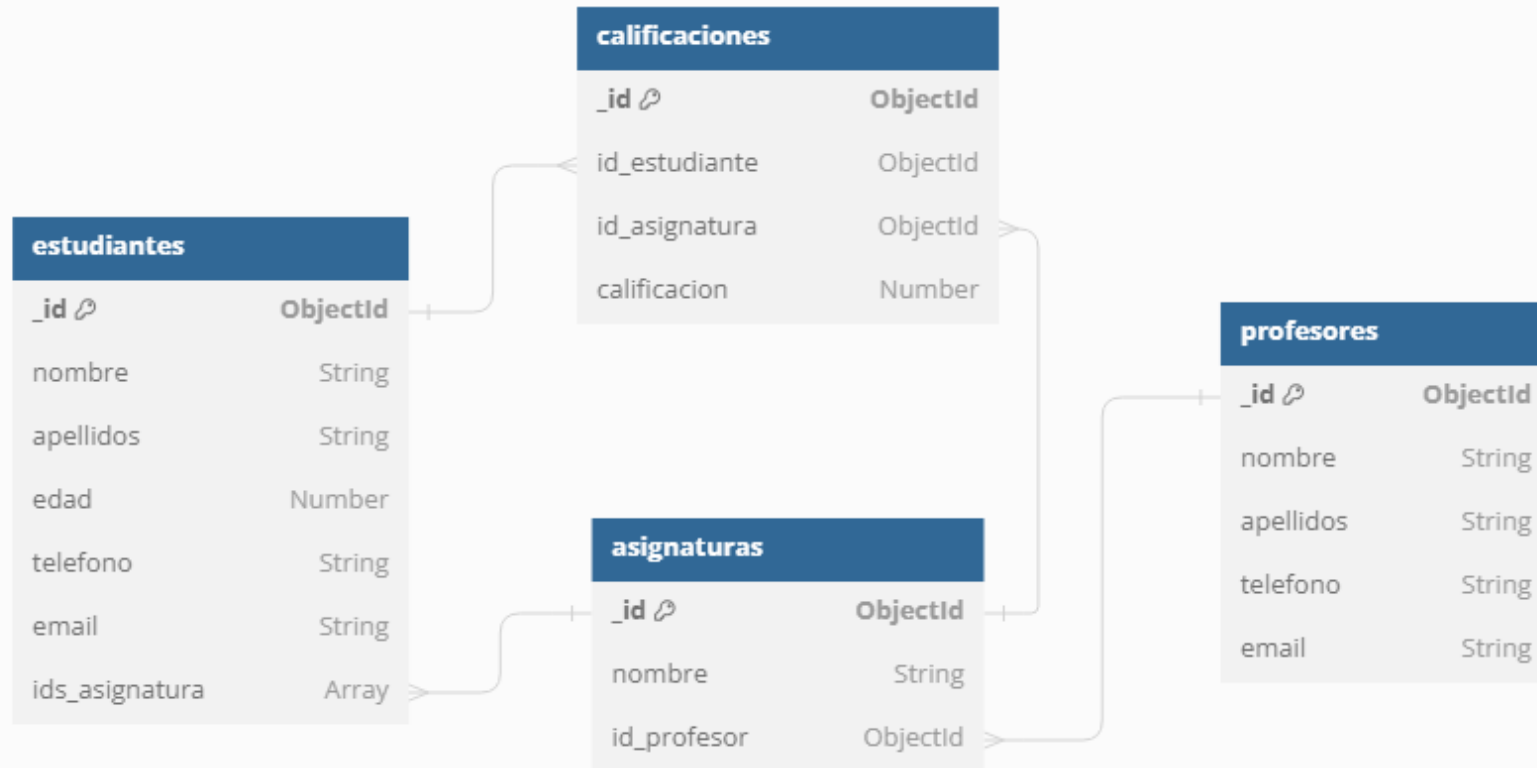 calificaciones
_id ObjectId
id_estudiante ObjectId
id_asignatura ObjectId
calificacion Number
estudiantes
_id ObjectId
nombre String
apellidos String
edad Number
telefono String
email String
ids_asignatura Array
asignaturas
_id ObjectId
nombre String
id_profesor ObjectId
profesores
_id ObjectId
nombre String
apellidos String
telefono String
email String